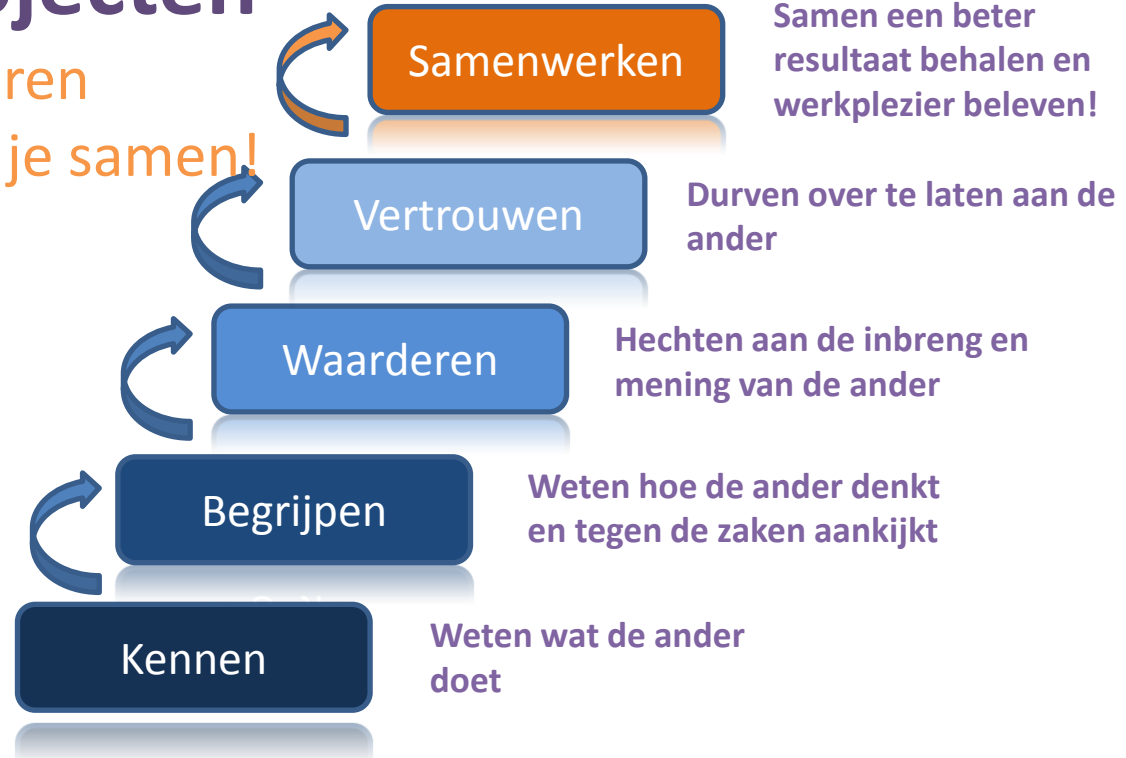 jecten
ren
je samen!
Samenwerken
Samen een beter
resultaat behalen en
werkplezier beleven!
Vertrouwen
Durven over te laten aan de
ander
Waarderen
Hechten aan de inbreng en
mening van de ander
Begrijpen
Weten hoe de ander denkt
en tegen de zaken aankijkt
Kennen
Weten wat de ander
doet